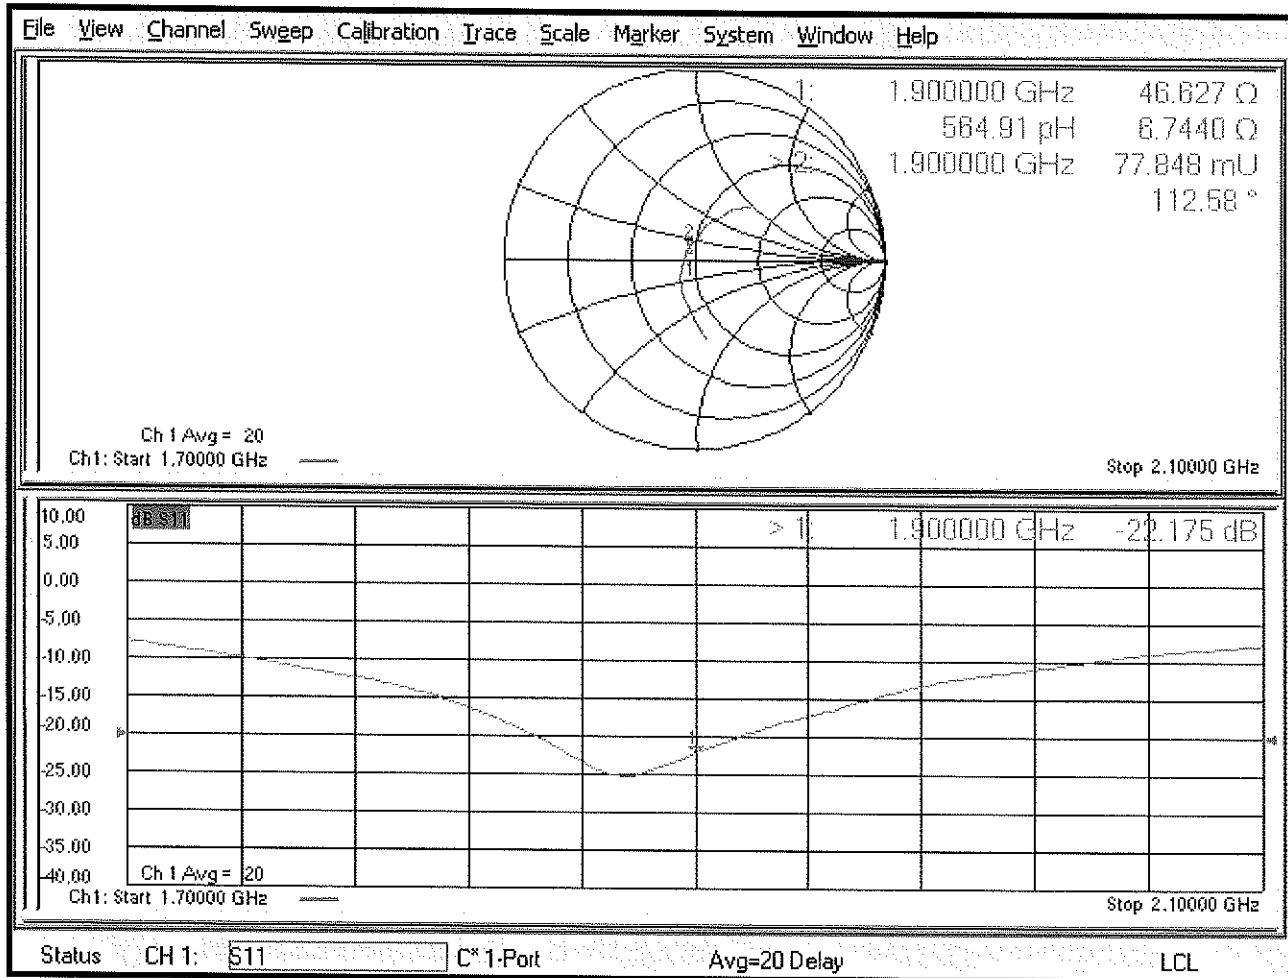 File View Channel Sweep Calibration Trace Scale Marker System Window Help
1: 1.900000 GHz 46.627 Ω
564.91 pH 6.7440 Ω
> 2: 1.900000 GHz 77.848 mU
112.58 °
2
1
Ch 1 Avg = 20
Ch1: Start 1.70000 GHz
Stop 2.10000 GHz
10.00
dB S11
> 1: 1.900000 GHz -22.175 dB
5.00
0.00
-5.00
-10.00
-15.00
-20.00
1
-25.00
-30.00
-35.00
-40.00
Ch 1 Avg = 20
Ch1: Start 1.70000 GHz
Stop 2.10000 GHz
Status CH 1: S11 C* 1-Port Avg=20 Delay LCL